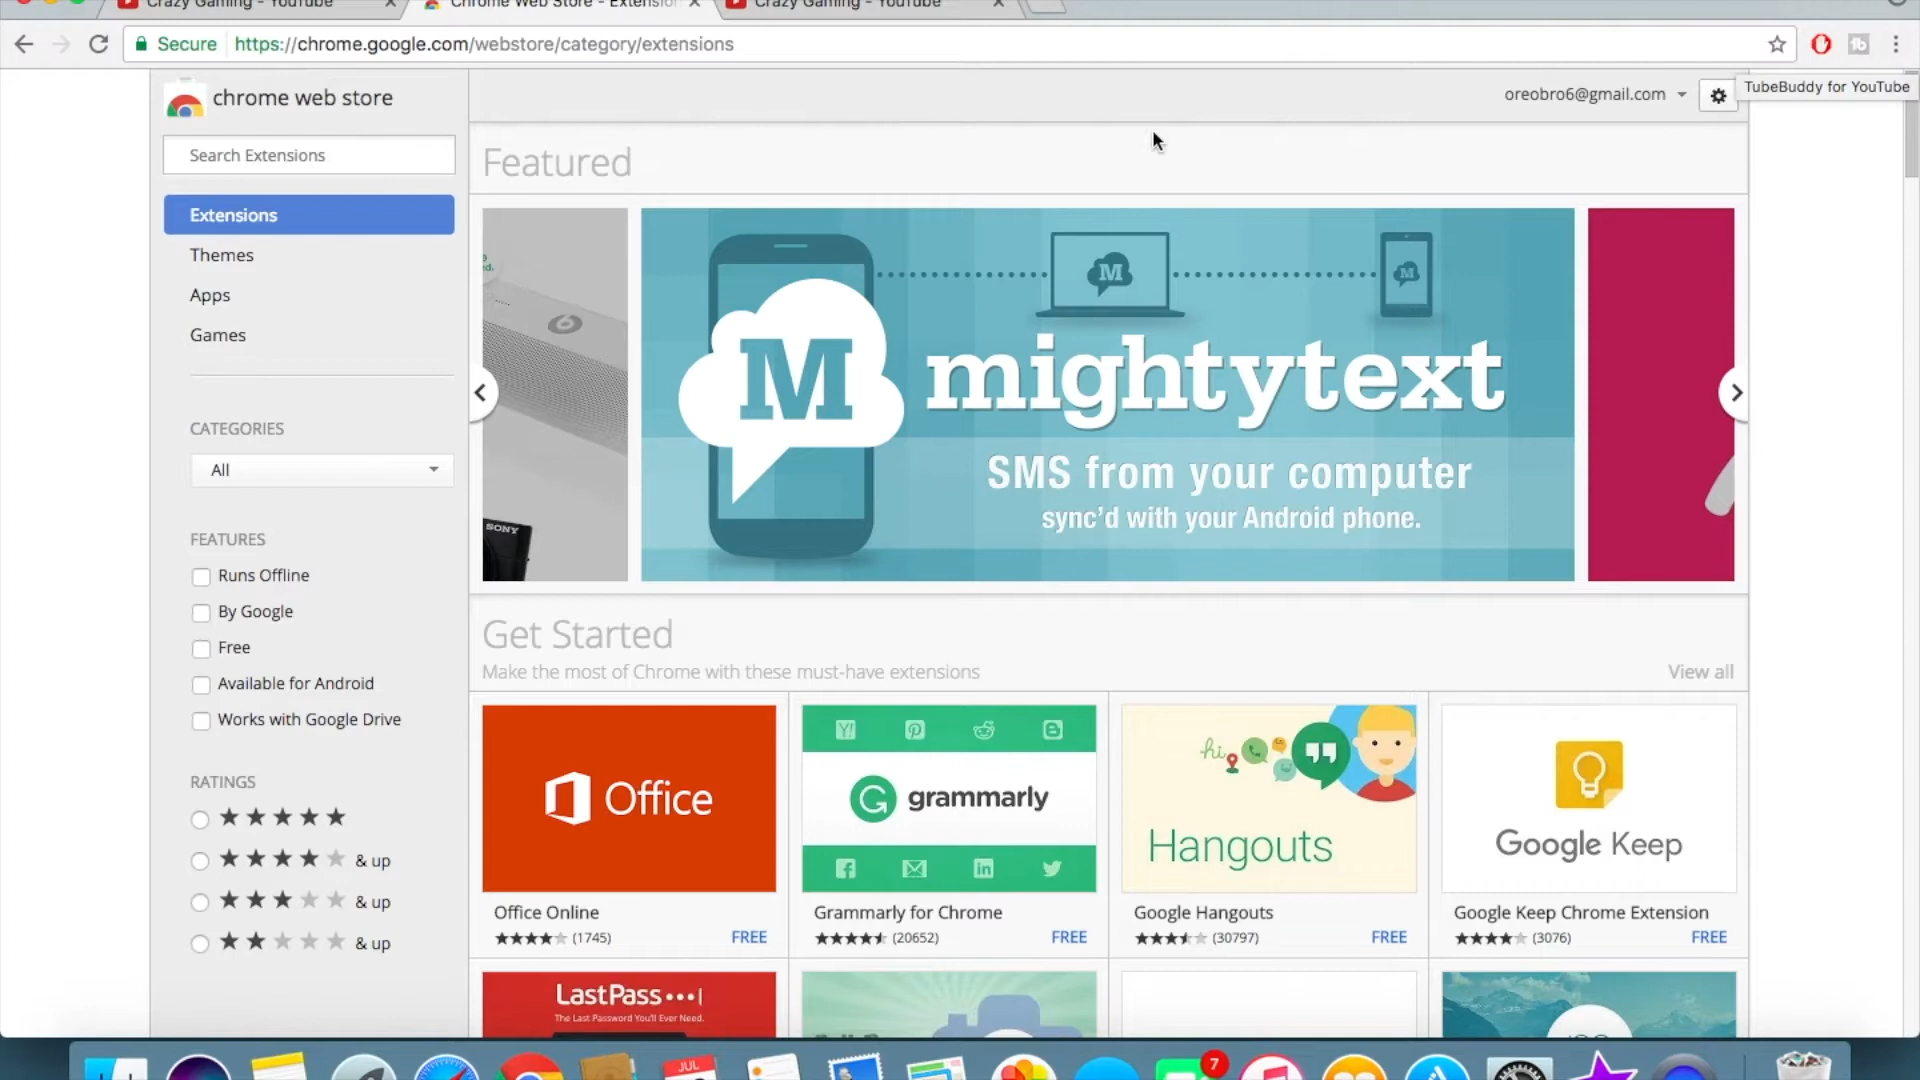 Crazy Gaming - YouTube
Chrome Web Store - Extension
Crazy Gaming - YouTube
Secure
https://chrome.google.com/webstore/category/extensions
TubeBuddy for YouTube
chrome web store
oreobro6@gmail.com
Search Extensions
Featured
Extensions
Themes
Apps
Games
M
M
M
mightytext
SMS from your computer
sync'd with your Android phone.
SONY
CATEGORIES
All
FEATURES
Runs Offline
By Google
Free
Available for Android
Works with Google Drive
RATINGS
& up
& up
& up
Get Started
Make the most of Chrome with these must-have extensions
View all
Office
grammarly
hi
Hangouts
Google Keep
Office Online
(1745)
FREE
Grammarly for Chrome
(20652)
FREE
Google Hangouts
(30797)
FREE
Google Keep Chrome Extension
(3076)
FREE
LastPass •••|
The Last Password You'll Ever Need.
JUL
7